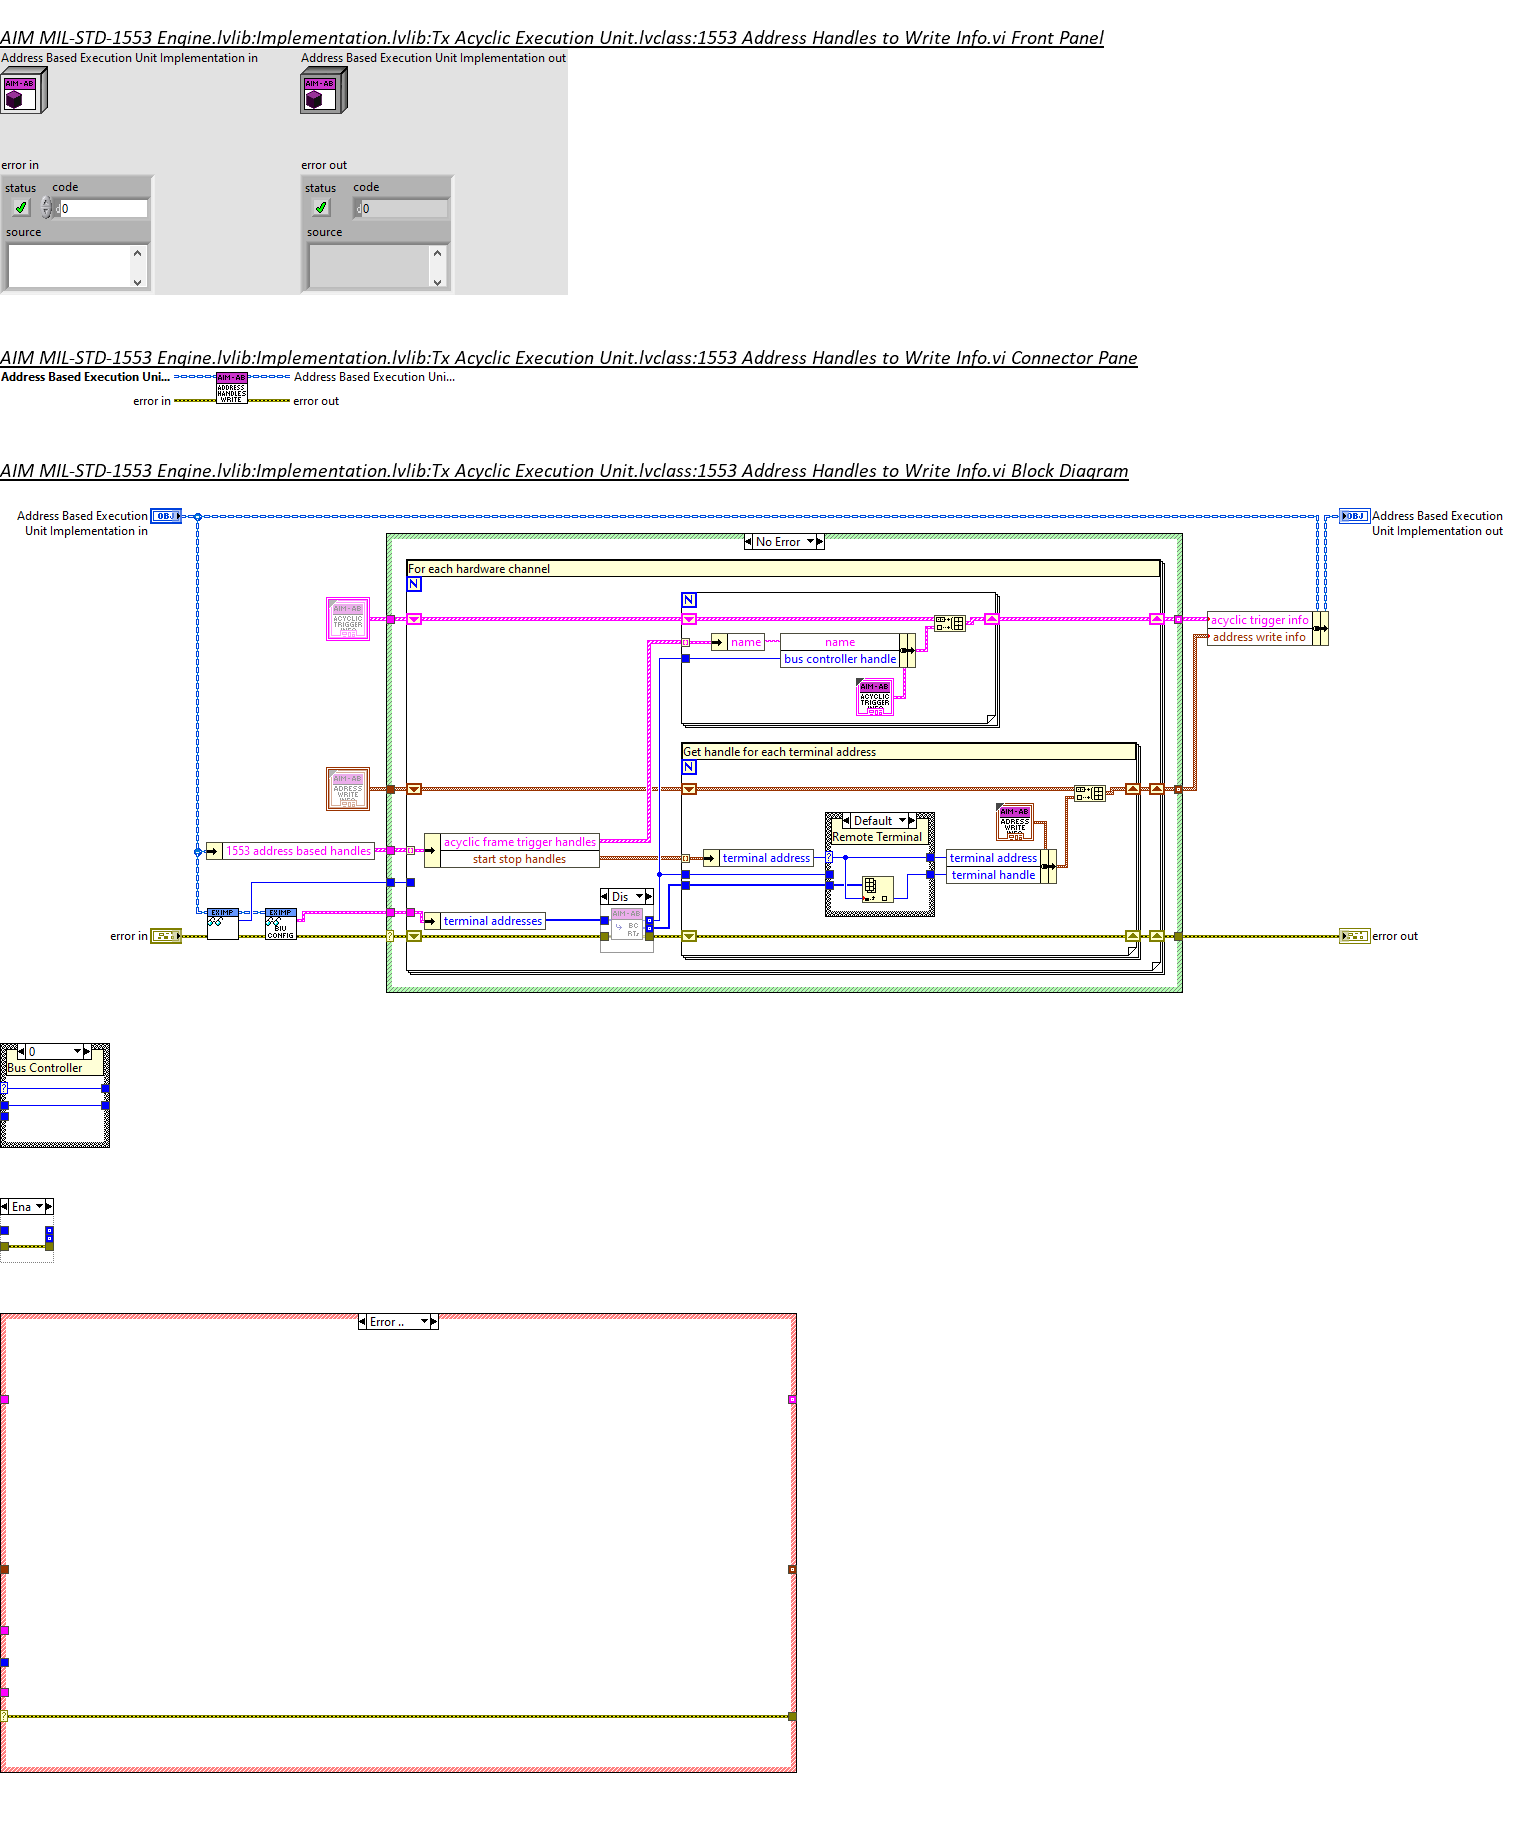 AIM MIL-STD-1553 Engine.lvlib:Implementation.lvlib:Tx Acyclic Execution Unit.lvclass:1553 Address Handles to Write Info.vi Front Panel
Address Based Execution Unit Implementation in
Address Based Execution Unit Implementation out
AIM-AB
AIM-AB
error in
error out
status
code
status
code
d
0
d
0
source
source
AIM MIL-STD-1553 Engine.lvlib:Implementation.lvlib:Tx Acyclic Execution Unit.lvclass:1553 Address Handles to Write Info.vi Connector Pane
Address Based Execution Uni...
AIM-AB
ADDRESS
HANDLES
WRITE
Address Based Execution Uni...
error in
error out
AIM MIL-STD-1553 Engine.lvlib:Implementation.lvlib:Tx Acyclic Execution Unit.lvclass:1553 Address Handles to Write Info.vi Block Diagram
Address Based Execution
Unit Implementation in
OBJ
OBJ
Address Based Execution
Unit Implementation out
No Error
For each hardware channel
N
N
AIM-AB
ACYCLIC
TRIGGER
INFO
name
name
bus controller handle
AIM-AB
ACYCLIC
TRIGGER
INFO
acyclic trigger info
address write info
Get handle for each terminal address
N
AIM-AB
ADRESS
WRITE
INFO
AIM-AB
ADRESS
WRITE
INFO
Default
Remote Terminal
1553 address based handles
acyclic frame trigger handles
start stop handles
terminal address
?
terminal address
terminal handle
Dis
AIM-AB
BC
RTs
EXIMP
EXIMP
BIU
CONFIG
terminal addresses
error in
?
error out
0
Bus Controller
?
Ena
Error ..
?